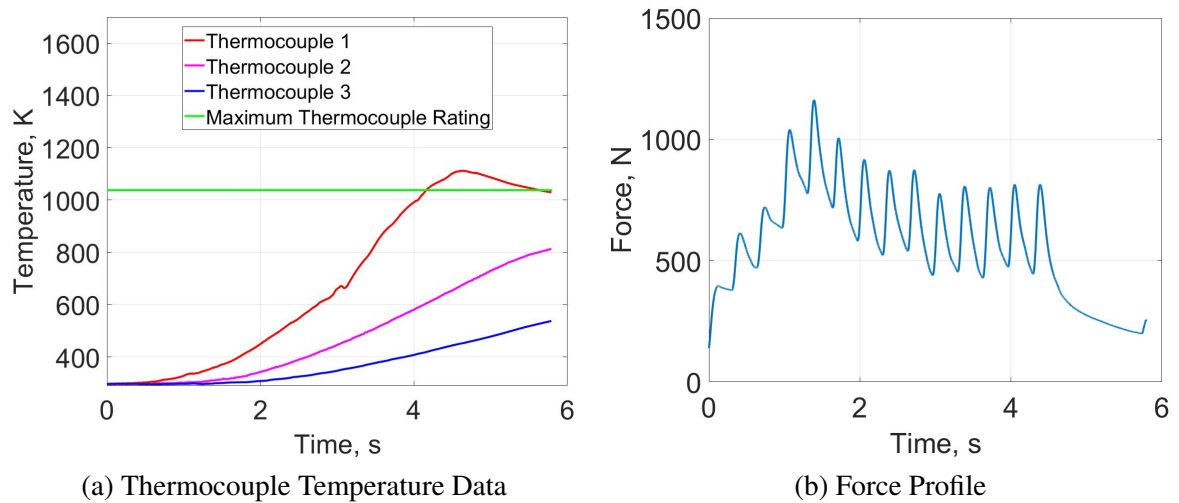 1600
1400
1200
1000
800
600
400
0
2
4
6
Temperature, K
Time, s
Thermocouple 1
Thermocouple 2
Thermocouple 3
Maximum Thermocouple Rating
(a) Thermocouple Temperature Data
1500
1000
500
0
0
2
4
6
Force, N
Time, s
(b) Force Profile